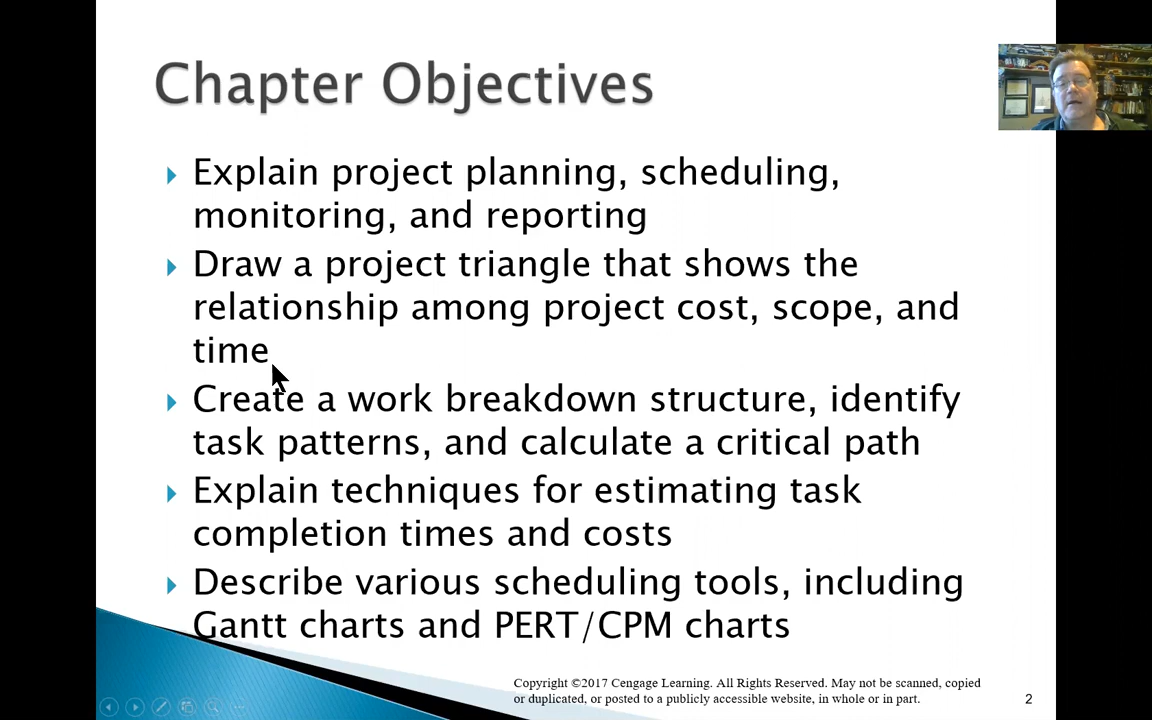 Chapter Objectives
Explain project planning, scheduling,
monitoring, and reporting
Draw a project triangle that shows the
relationship among project cost, scope, and
time
Create a work breakdown structure, identify
task patterns, and calculate a critical path
Explain techniques for estimating task
completion times and costs
Describe various scheduling tools, including
Gantt charts and PERT/CPM charts
Copyright ©2017 Cengage Learning. All Rights Reserved. May not be scanned, copied
or duplicated, or posted to a publicly accessible website, in whole or in part.
2